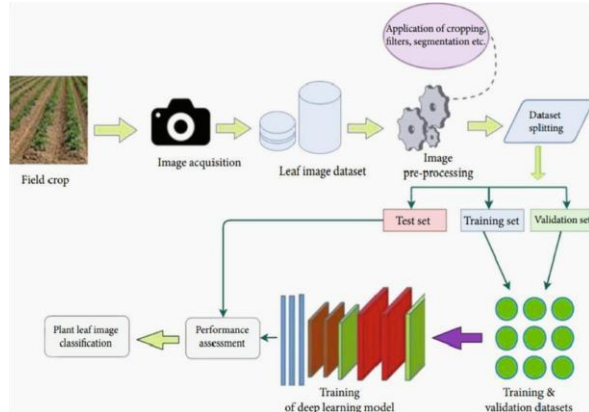 Application of cropping,
filters, segmentation etc.
Field crop
Image acquisition
Leaf image dataset
Image
pre-processing
Dataset
splitting
Test set
Training set
Validation set
Plant leaf image
classification
Performance
assessment
Training
of deep learning model
Training &
validation datasets